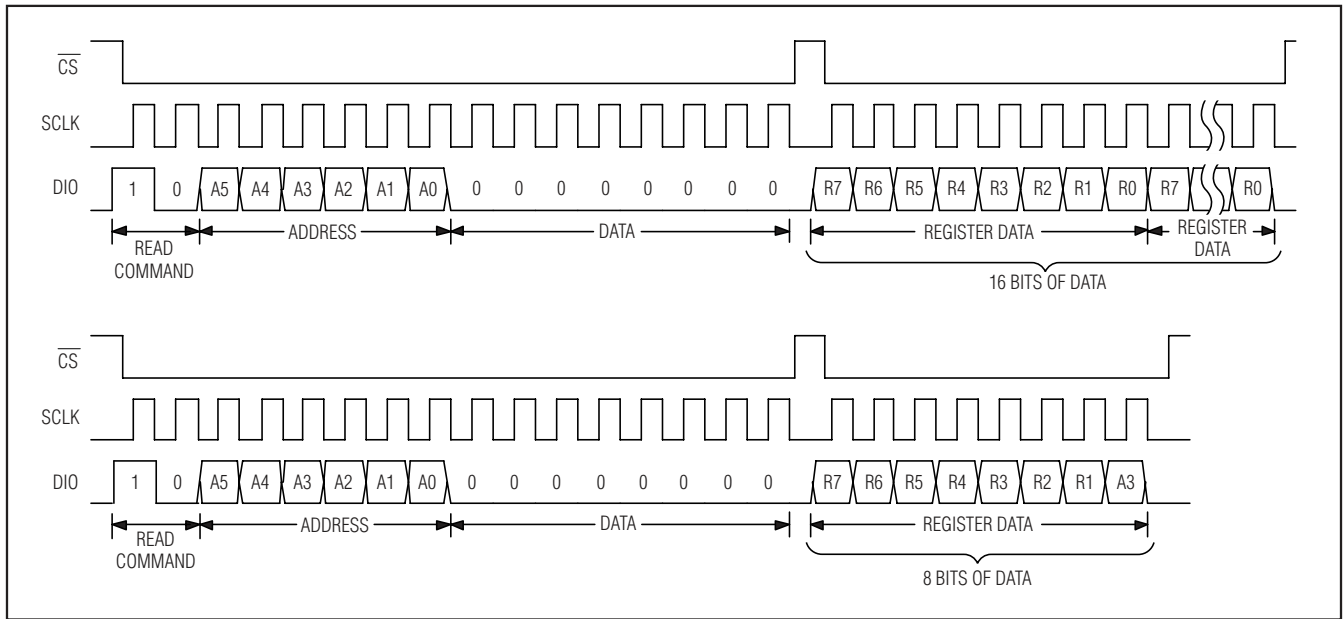 CS
SCLK
DIO 1 0 A5 A4 A3 A2 A1 A0 0 0 0 0 0 0 0 0 R7 R6 R5 R4 R3 R2 R1 R0 R7 R0
READ COMMAND ADDRESS DATA REGISTER DATA REGISTER DATA
16 BITS OF DATA
CS
SCLK
DIO 1 0 A5 A4 A3 A2 A1 A0 0 0 0 0 0 0 0 0 R7 R6 R5 R4 R3 R2 R1 A3
READ COMMAND ADDRESS DATA REGISTER DATA
8 BITS OF DATA